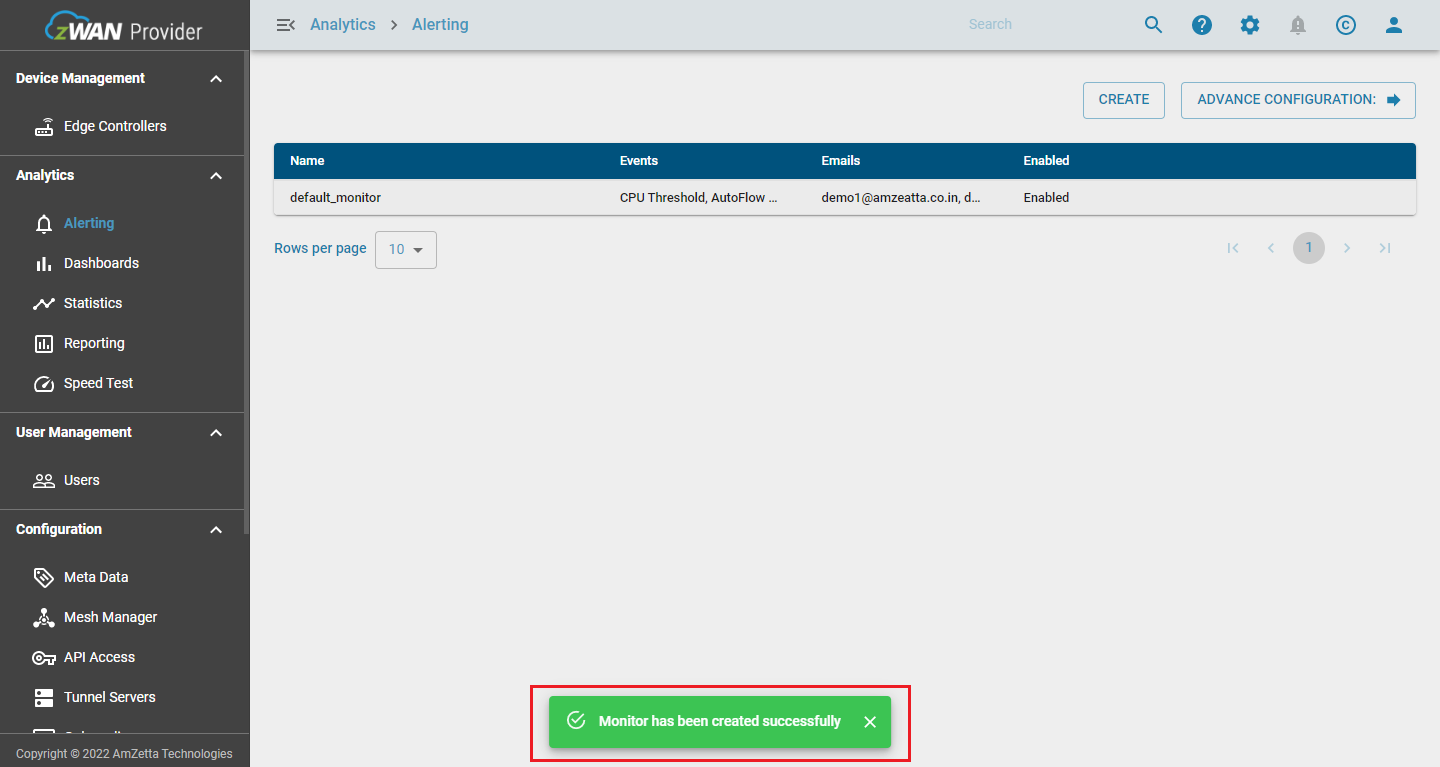 zWAN Provider
Analytics
Alerting
Search
Device Management
Edge Controllers
Analytics
Alerting
Dashboards
Statistics
Reporting
Speed Test
User Management
Users
Configuration
Meta Data
Mesh Manager
API Access
Tunnel Servers
Copyright © 2022 AmZetta Technologies
CREATE
ADVANCE CONFIGURATION:
Name Events Emails Enabled
default_monitor CPU Threshold, AutoFlow ... demo1@amzeatta.co.in, d... Enabled
Rows per page 10
1
Monitor has been created successfully